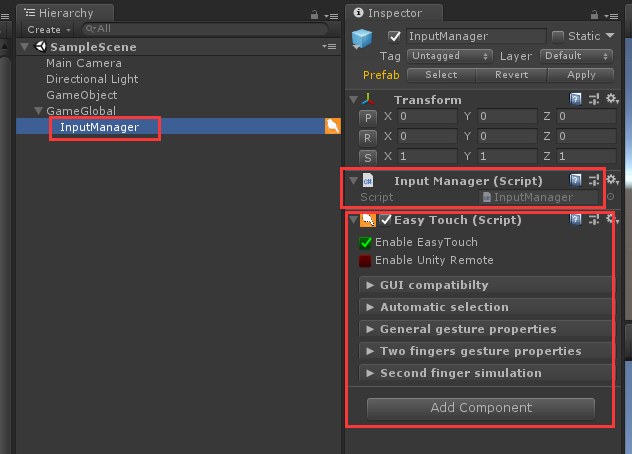 Hierarchy
Create
All
SampleScene
Main Camera
Directional Light
GameObject
GameGlobal
InputManager
Inspector
InputManager
Static
Tag Untagged Layer Default
Prefab Select Revert Apply
Transform
P X 0 Y 0 Z 0
R X 0 Y 0 Z 0
S X 1 Y 1 Z 1
Input Manager (Script)
Script InputManager
Easy Touch (Script)
Enable EasyTouch
Enable Unity Remote
GUI compatibilty
Automatic selection
General gesture properties
Two fingers gesture properties
Second finger simulation
Add Component